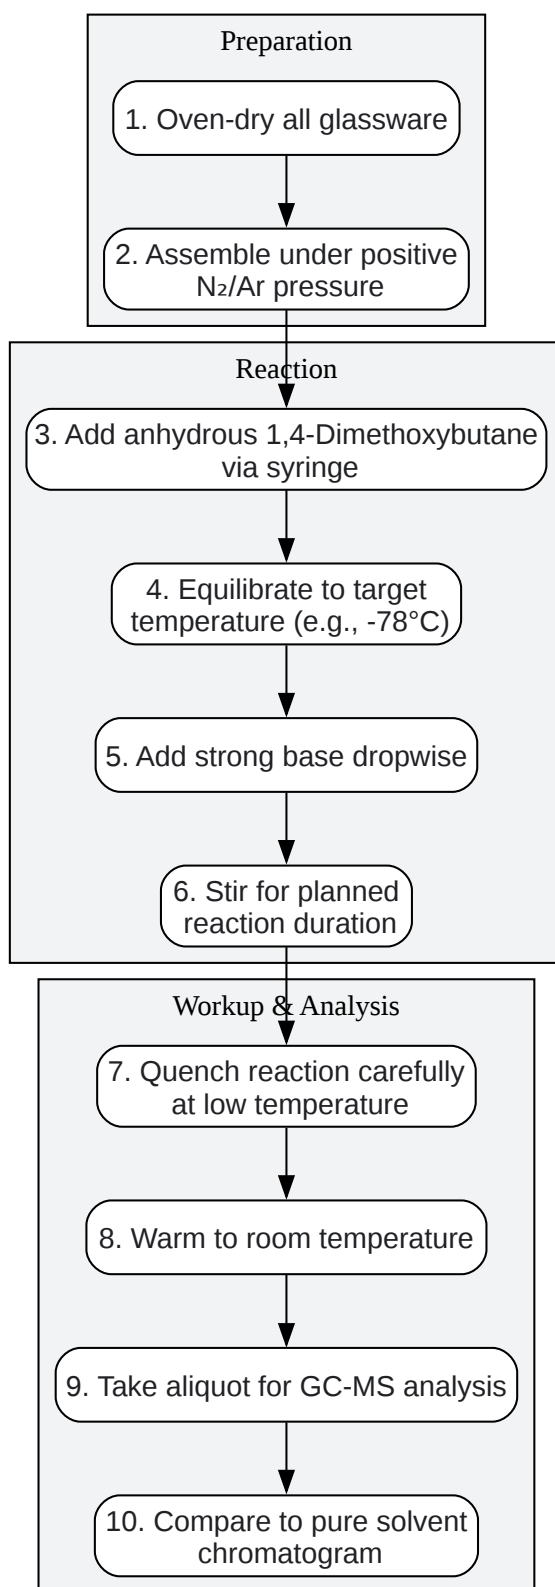 Preparation
1. Oven-dry all glassware
2. Assemble under positive
N₂/Ar pressure
Reaction
3. Add anhydrous 1,4-Dimethoxybutane
via syringe
4. Equilibrate to target
temperature (e.g., -78°C)
5. Add strong base dropwise
6. Stir for planned
reaction duration
Workup & Analysis
7. Quench reaction carefully
at low temperature
8. Warm to room temperature
9. Take aliquot for GC-MS analysis
10. Compare to pure solvent
chromatogram